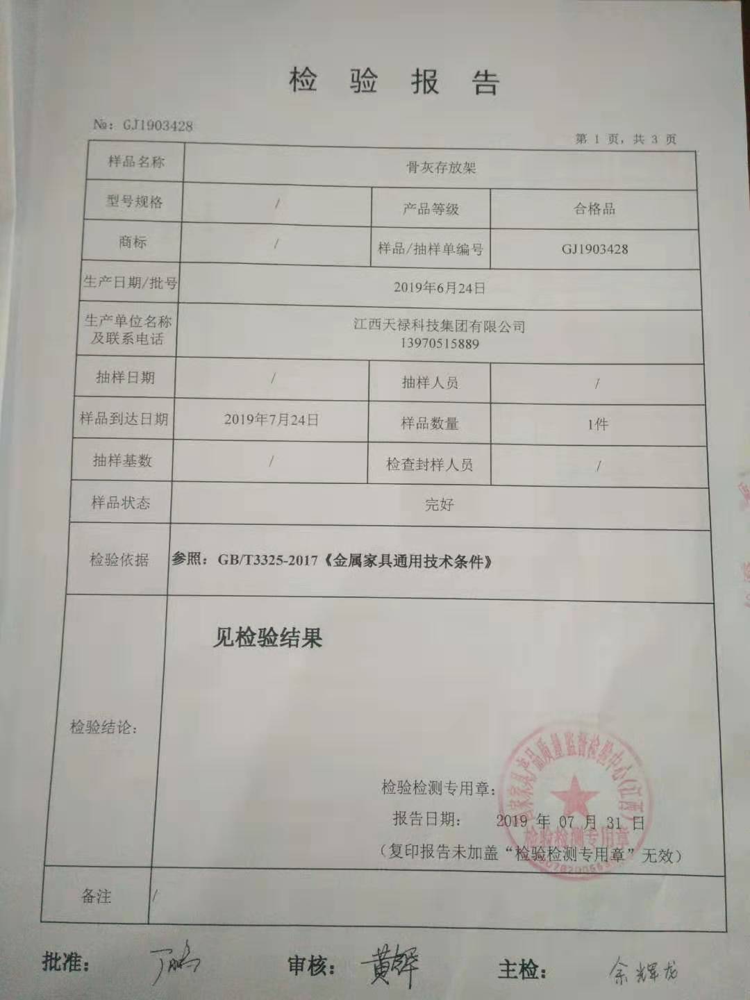 检验报告
№: GJ1903428
第 1 页, 共 3 页
样品名称 骨灰存放架
型号规格 / 产品等级 合格品
商标 / 样品/抽样单编号 GJ1903428
生产日期/批号 2019年6月24日
生产单位名称及联系电话 江西天禄科技集团有限公司
13970515889
抽样日期 / 抽样人员 /
样品到达日期 2019年7月24日 样品数量 1件
抽样基数 / 检查封样人员 /
样品状态 完好
检验依据 参照：GB/T3325-2017《金属家具通用技术条件》
检验结论：
见检验结果
国家家具产品质量监督检验中心(江西)
检验检测专用章
检验检测专用章：
报告日期： 2019 年 07 月 31 日
（复印报告未加盖“检验检测专用章”无效）
备注 /
批准： 丁鹏 审核： 黄辉 主检： 余辉龙